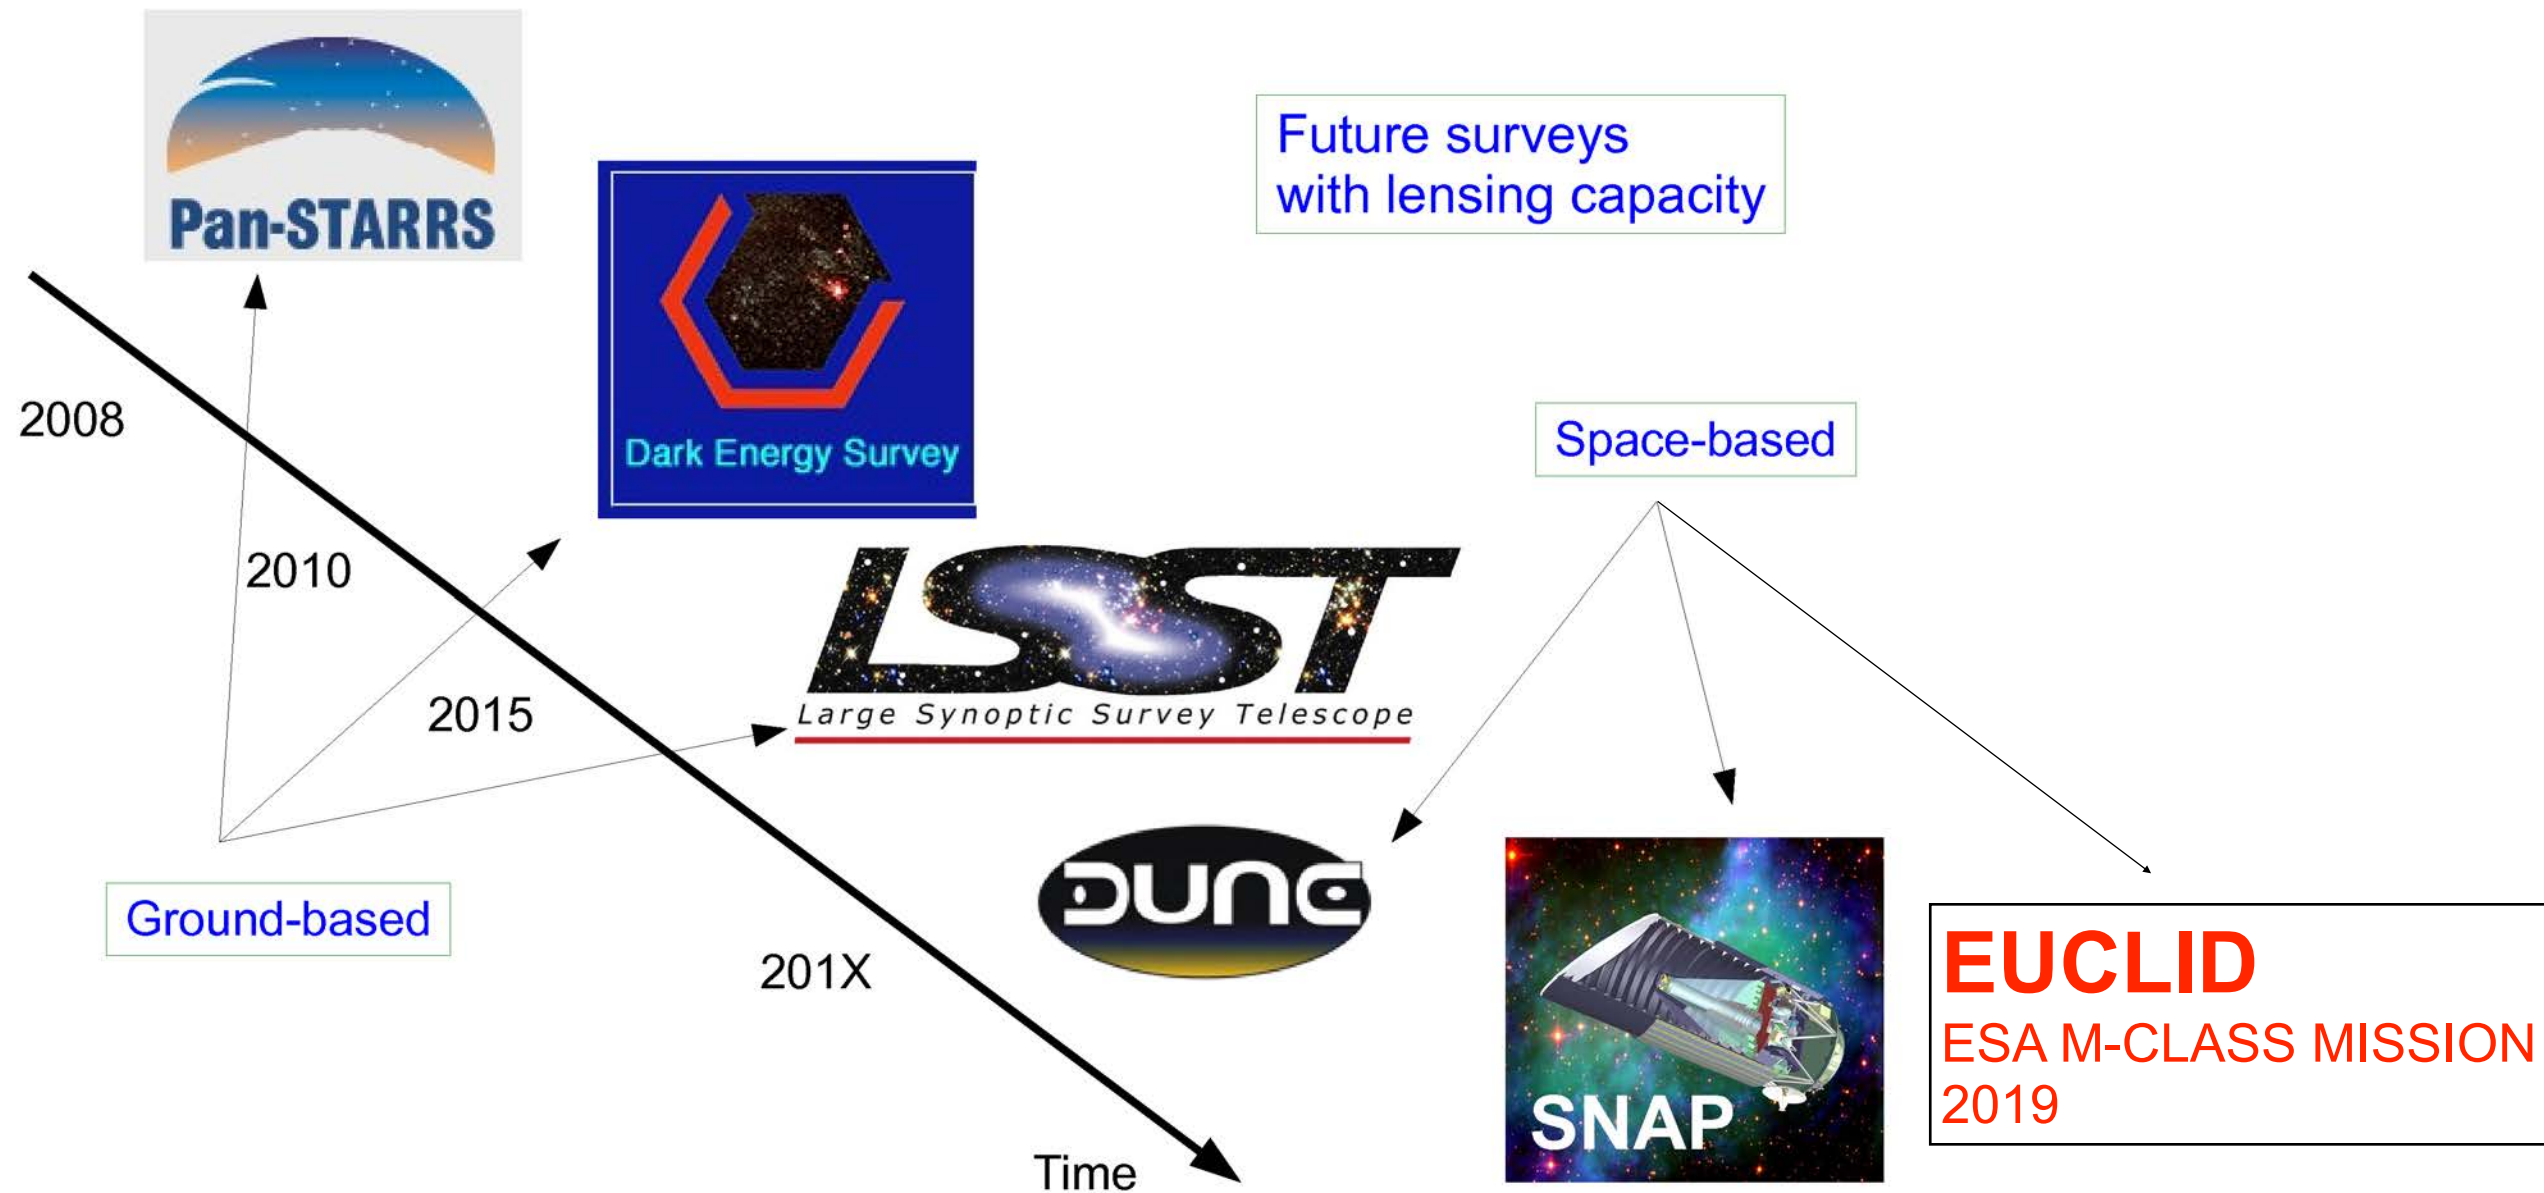 Pan-STARRS
Future surveys
with lensing capacity
2008
Dark Energy Survey
Space-based
2010
LSST
2015
Large Synoptic Survey Telescope
DUNE
Ground-based
201X
EUCLID
ESA M-CLASS MISSION
2019
SNAP
Time